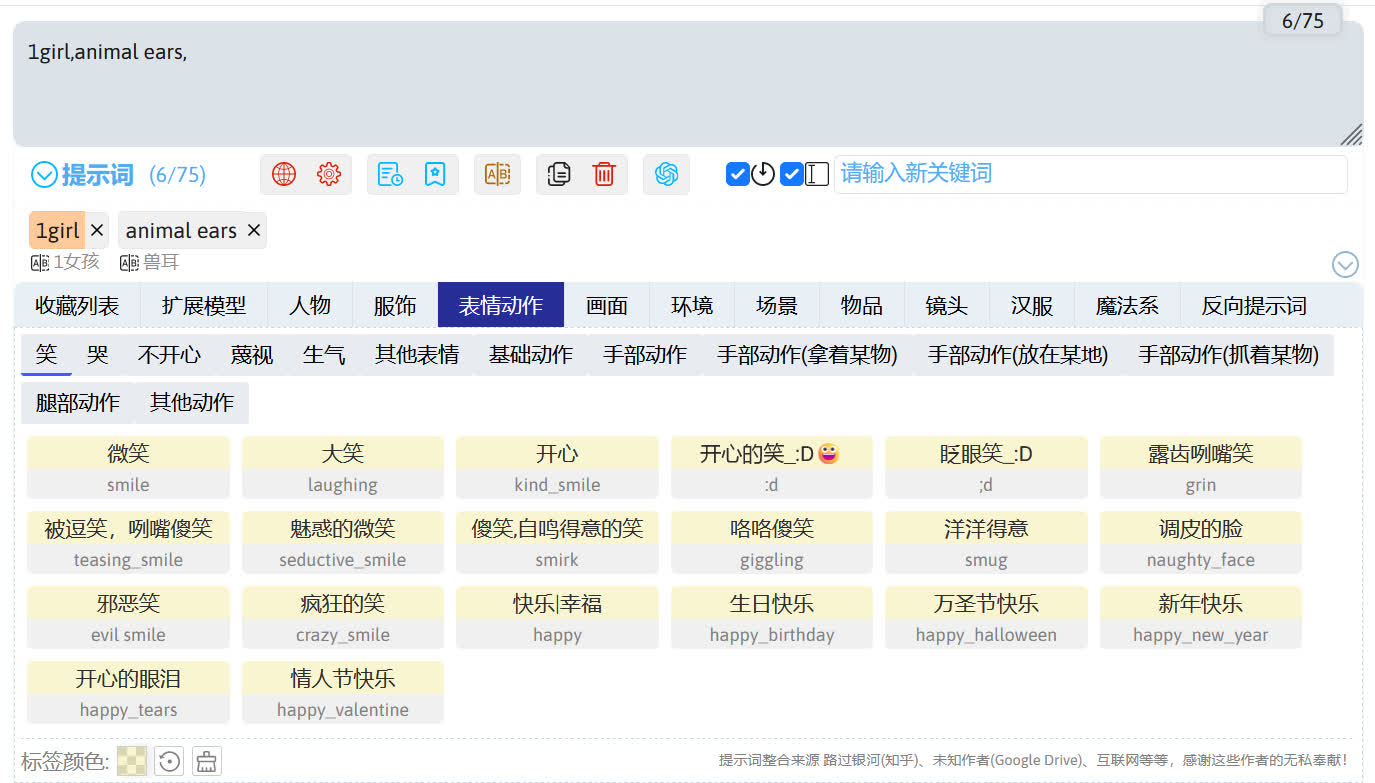 6/75
1girl,animal ears,
提示词 (6/75) 请输入新关键词
1girl × animal ears ×
1女孩 兽耳
收藏列表 扩展模型 人物 服饰 表情动作 画面 环境 场景 物品 镜头 汉服 魔法系 反向提示词
笑 哭 不开心 蔑视 生气 其他表情 基础动作 手部动作 手部动作(拿着某物) 手部动作(放在某地) 手部动作(抓着某物)
腿部动作 其他动作
微笑 大笑 开心 开心的笑_:D😀 眨眼笑_:D 露齿咧嘴笑
smile laughing kind_smile :d ;d grin
被逗笑，咧嘴傻笑 魅惑的微笑 傻笑,自鸣得意的笑 咯咯傻笑 洋洋得意 调皮的脸
teasing_smile seductive_smile smirk giggling smug naughty_face
邪恶笑 疯狂的笑 快乐|幸福 生日快乐 万圣节快乐 新年快乐
evil smile crazy_smile happy happy_birthday happy_halloween happy_new_year
开心的眼泪 情人节快乐
happy_tears happy_valentine
标签颜色: 提示词整合来源 路过银河(知乎)、未知作者(Google Drive)、互联网等等，感谢这些作者的无私奉献！